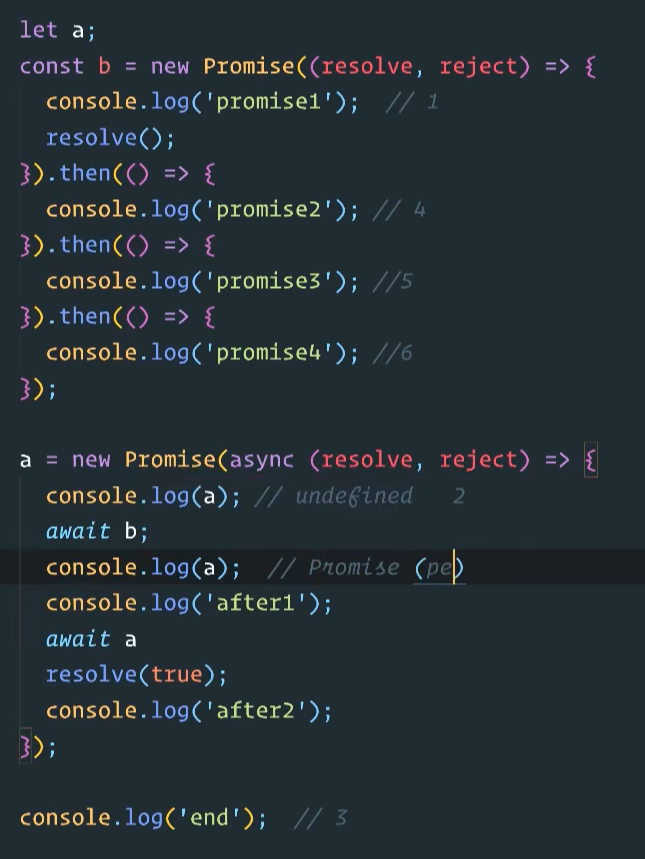 let a;
const b = new Promise((resolve, reject) => {
  console.log('promise1');  // 1
  resolve();
}).then(() => {
  console.log('promise2'); // 4
}).then(() => {
  console.log('promise3'); //5
}).then(() => {
  console.log('promise4'); //6
});

a = new Promise(async (resolve, reject) => {
  console.log(a); // undefined   2
  await b;
  console.log(a);  // Promise (pe)
  console.log('after1');
  await a
  resolve(true);
  console.log('after2');
});

console.log('end');  // 3